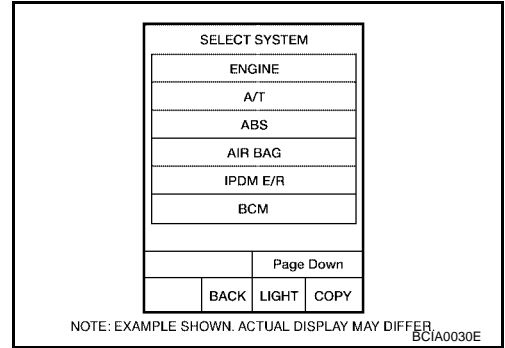 SELECT SYSTEM
ENGINE
A/T
ABS
AIR BAG
IPDM E/R
BCM
Page Down
BACK LIGHT COPY
NOTE: EXAMPLE SHOWN. ACTUAL DISPLAY MAY DIFFER.
BCIA0030E